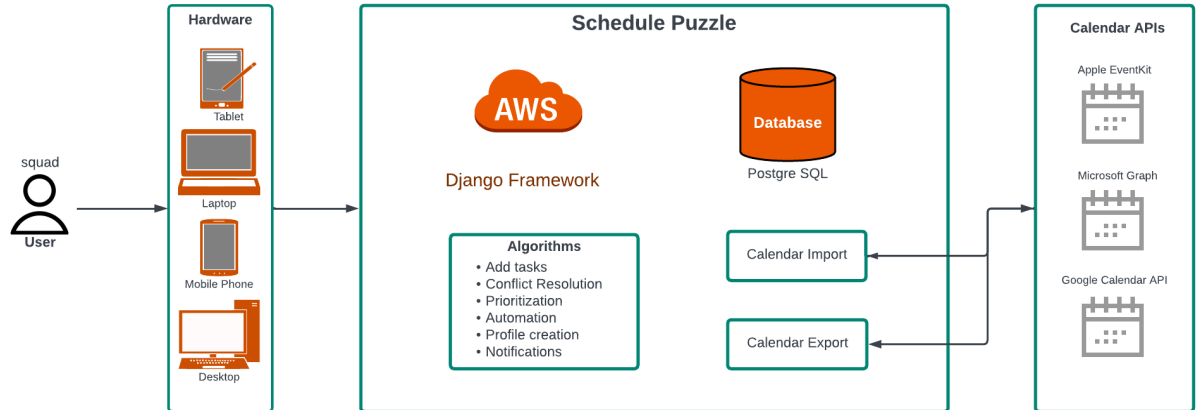 squad
User
Hardware
Tablet
Laptop
Mobile Phone
Desktop
Schedule Puzzle
AWS
Django Framework
Database
Postgre SQL
Algorithms
• Add tasks
• Conflict Resolution
• Prioritization
• Automation
• Profile creation
• Notifications
Calendar Import
Calendar Export
Calendar APIs
Apple EventKit
Microsoft Graph
Google Calendar API